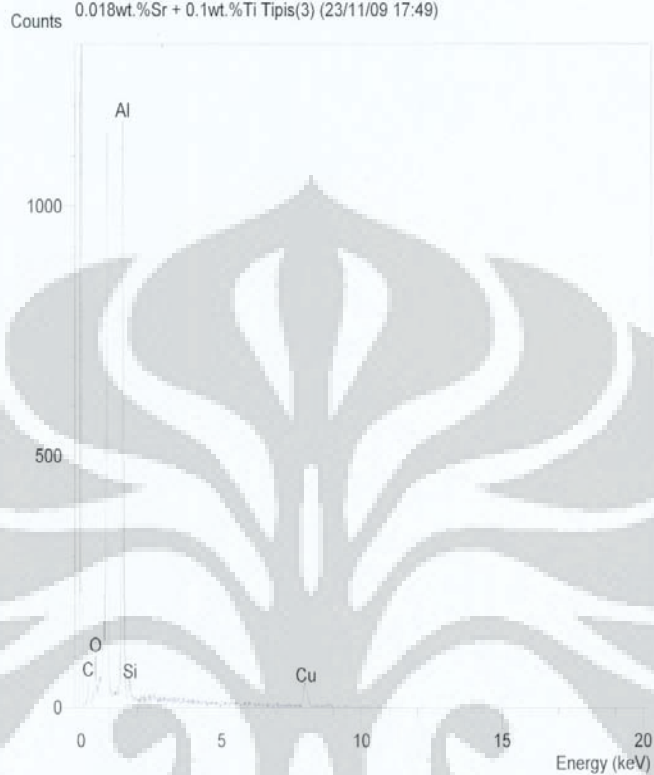 0.018wt.%Sr + 0.1wt.%Ti Tipis(3) (23/11/09 17:49)
Counts
Al
1000
500
O
C
Si
Cu
0
0 5 10 15 20
Energy (keV)